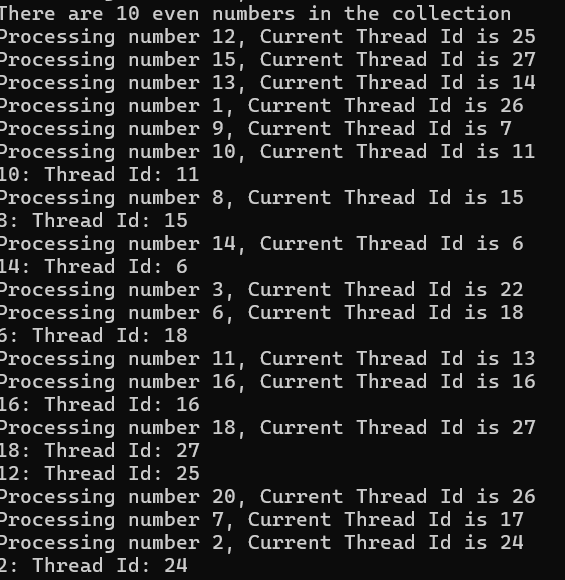 There are 10 even numbers in the collection
Processing number 12, Current Thread Id is 25
Processing number 15, Current Thread Id is 27
Processing number 13, Current Thread Id is 14
Processing number 1, Current Thread Id is 26
Processing number 9, Current Thread Id is 7
Processing number 10, Current Thread Id is 11
10: Thread Id: 11
Processing number 8, Current Thread Id is 15
8: Thread Id: 15
Processing number 14, Current Thread Id is 6
14: Thread Id: 6
Processing number 3, Current Thread Id is 22
Processing number 6, Current Thread Id is 18
6: Thread Id: 18
Processing number 11, Current Thread Id is 13
Processing number 16, Current Thread Id is 16
16: Thread Id: 16
Processing number 18, Current Thread Id is 27
18: Thread Id: 27
12: Thread Id: 25
Processing number 20, Current Thread Id is 26
Processing number 7, Current Thread Id is 17
Processing number 2, Current Thread Id is 24
2: Thread Id: 24